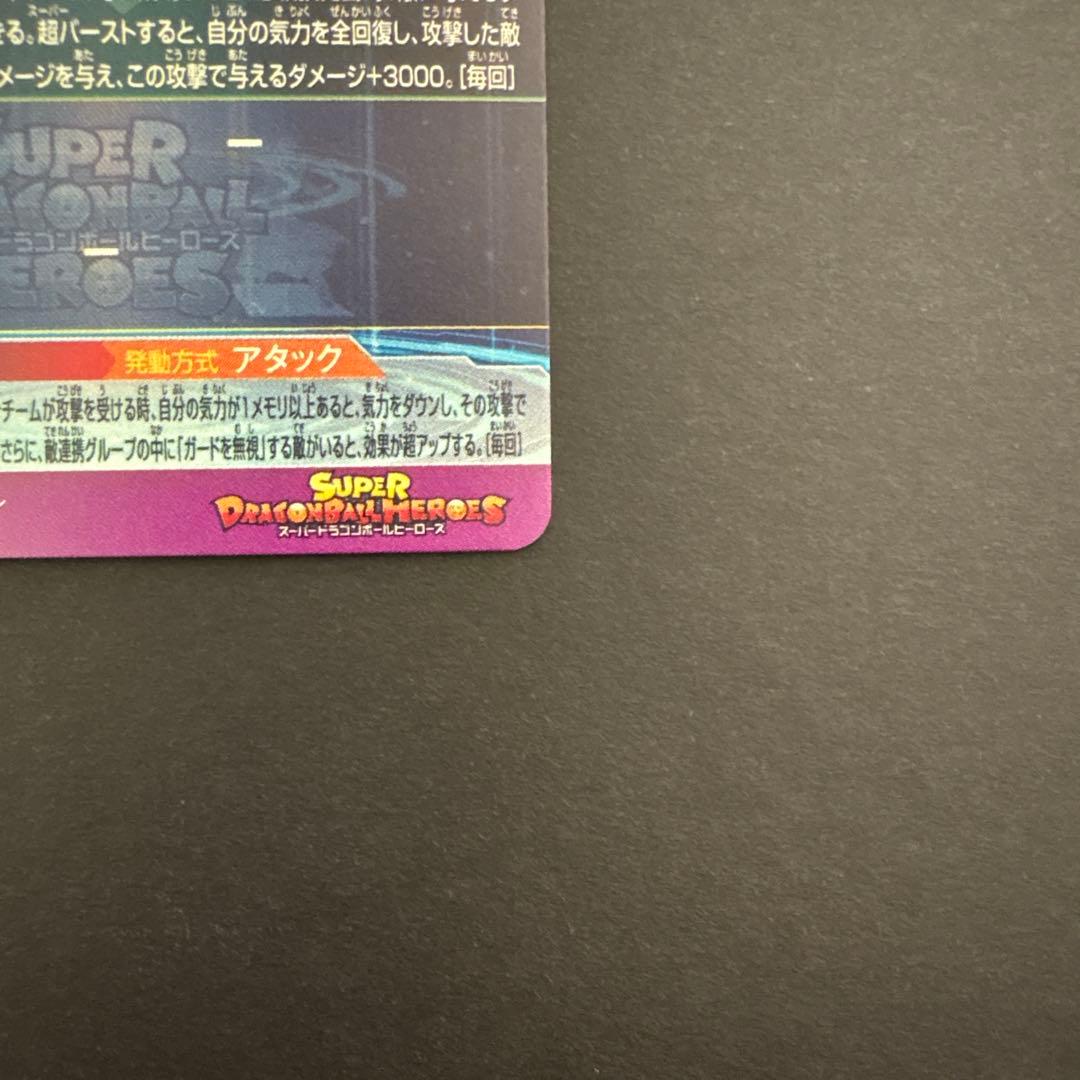 きる。超バーストすると、自分の気力を全回復し、攻撃した敵
メージを与え、この攻撃で与えるダメージ+3000。[毎回]
SUPER
DRAGONBALL
ードラゴンボールヒーローズ
HEROES
発動方式 アタック
チームが攻撃を受ける時、自分の気力が1メモリ以上あると、気力をダウンし、その攻撃で
さらに、敵連携グループの中に「ガードを無視」する敵がいると、効果が超アップする。[毎回]
SUPER
DRAGONBALL HEROES
スーパードラゴンボールヒーローズ